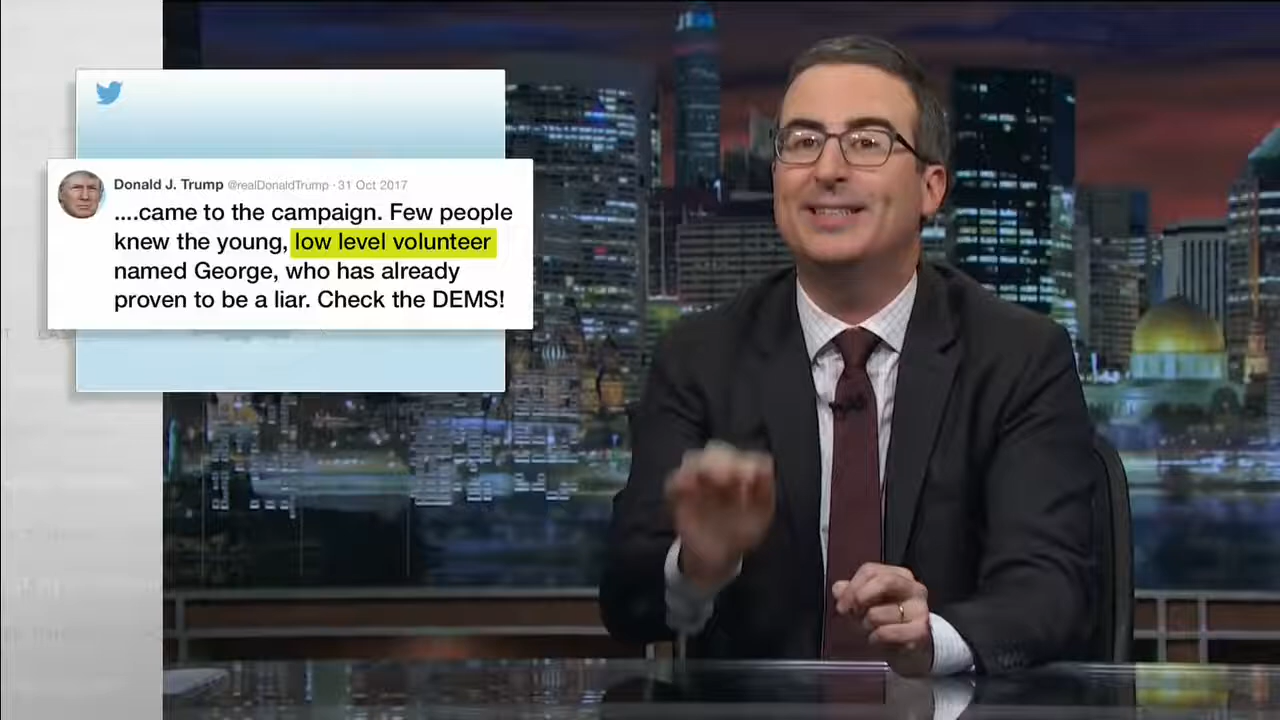 Donald J. Trump @realDonaldTrump · 31 Oct 2017
....came to the campaign. Few people
knew the young, low level volunteer
named George, who has already
proven to be a liar. Check the DEMS!